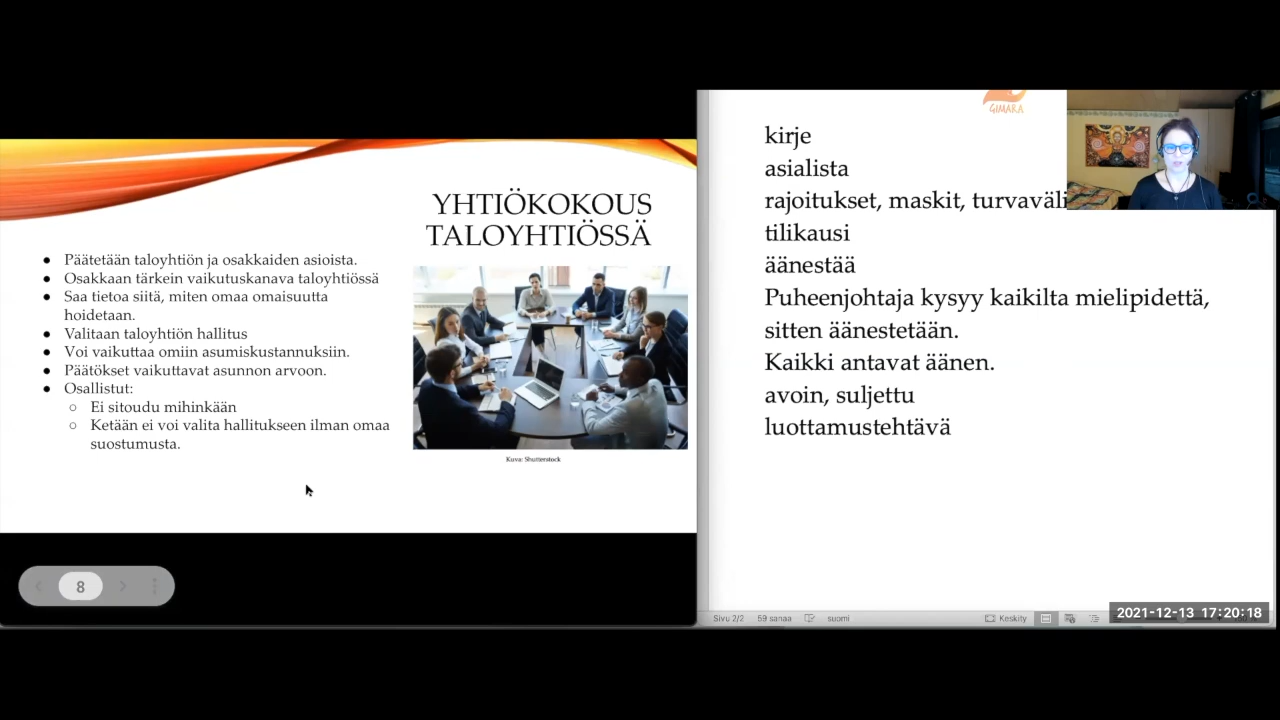 YHTIÖKOKOUS
TALOYHTIÖSSÄ
● Päätetään taloyhtiön ja osakkaiden asioista.
● Osakkaan tärkein vaikutuskanava taloyhtiössä
● Saa tietoa siitä, miten omaa omaisuutta
hoidetaan.
● Valitaan taloyhtiön hallitus
● Voi vaikuttaa omiin asumiskustannuksiin.
● Päätökset vaikuttavat asunnon arvoon.
● Osallistut:
○ Ei sitoudu mihinkään
○ Ketään ei voi valita hallitukseen ilman omaa
suostumusta.
Kuva: Shutterstock
8
GIMARA
kirje
asialista
rajoitukset, maskit, turvaväli
tilikausi
äänestää
Puheenjohtaja kysyy kaikilta mielipidettä,
sitten äänestetään.
Kaikki antavat äänen.
avoin, suljettu
luottamustehtävä
Sivu 2/2 59 sanaa suomi Keskity
2021-12-13 17:20:18